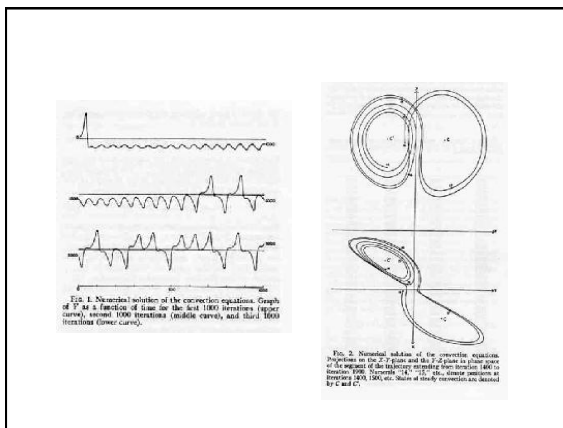 FIG. 1. Numerical solution of the convection equations. Graph
of Y as a function of time for the first 1000 iterations (upper
curve), second 1000 iterations (middle curve), and third 1000
iterations (lower curve).
FIG. 2. Numerical solution of the convection equations.
Projections on the X-Y-plane and the Y-Z-plane in phase space
of the segment of the trajectory extending from iteration 1400 to
iteration 1900. Numerals "14," "15," etc., denote positions at
iterations 1400, 1500, etc. States of steady convection are denoted
by C and C'.